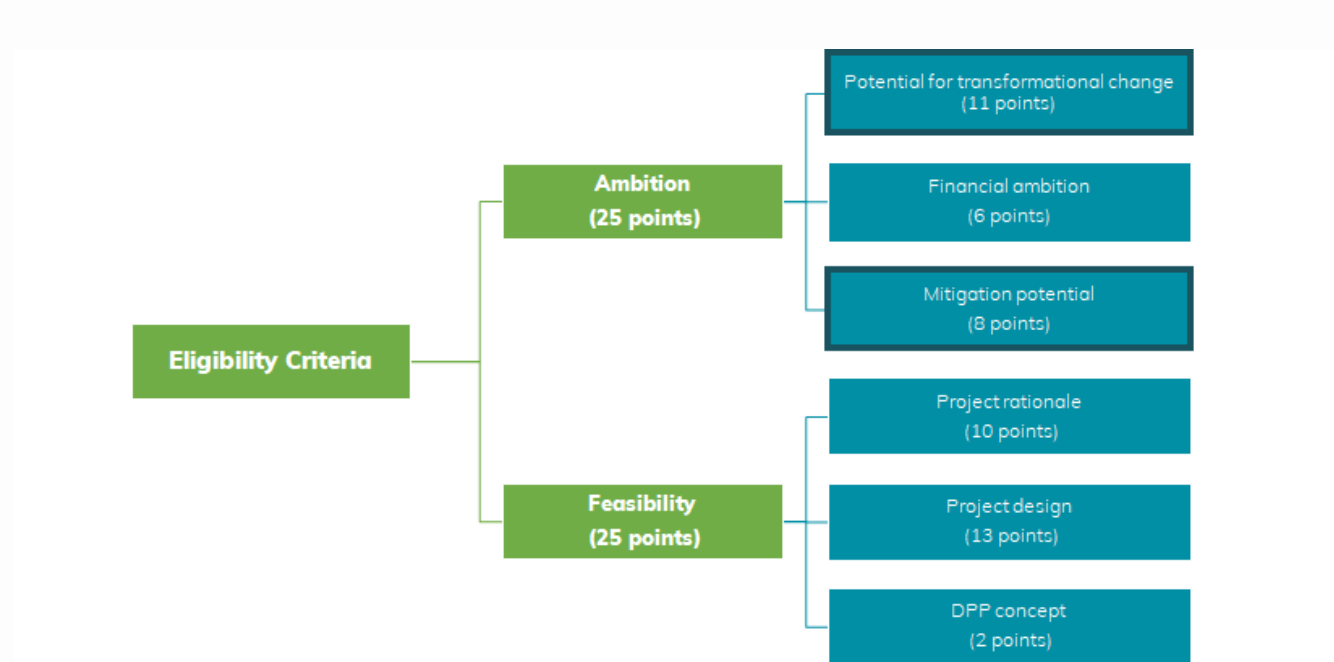 Potential for transformational change
(11 points)
Ambition
(25 points)
Financial ambition
(6 points)
Mitigation potential
(8 points)
Eligibility Criteria
Project rationale
(10 points)
Feasibility
(25 points)
Project design
(13 points)
DPP concept
(2 points)